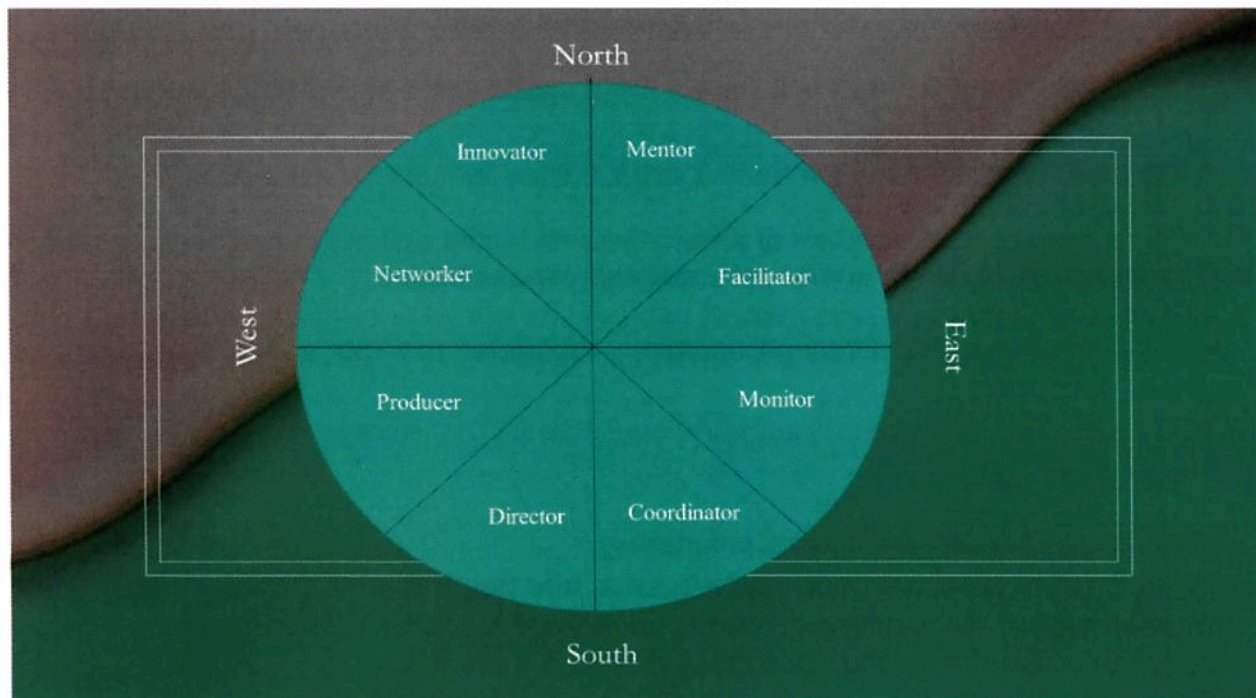 North
Innovator
Mentor
Networker
Facilitator
West
East
Producer
Monitor
Director
Coordinator
South